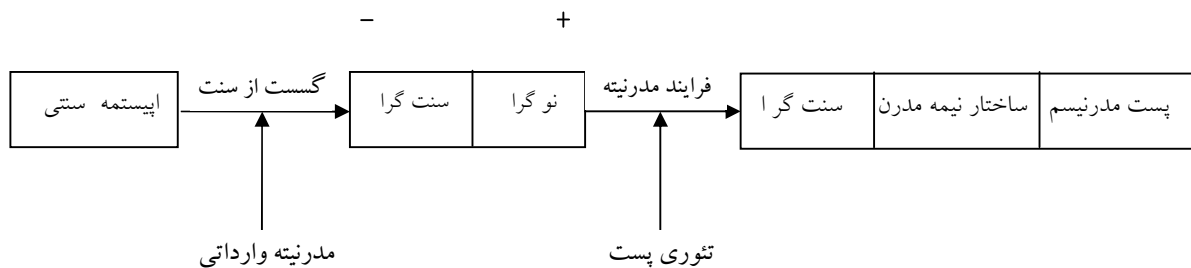 − +
اپیستمه سنتی
گسست از سنت
سنت گرا
نو گرا
فرایند مدرنیته
سنت گر ا
ساختار نیمه مدرن
پست مدرنیسم
مدرنیته وارداتی
تئوری پست